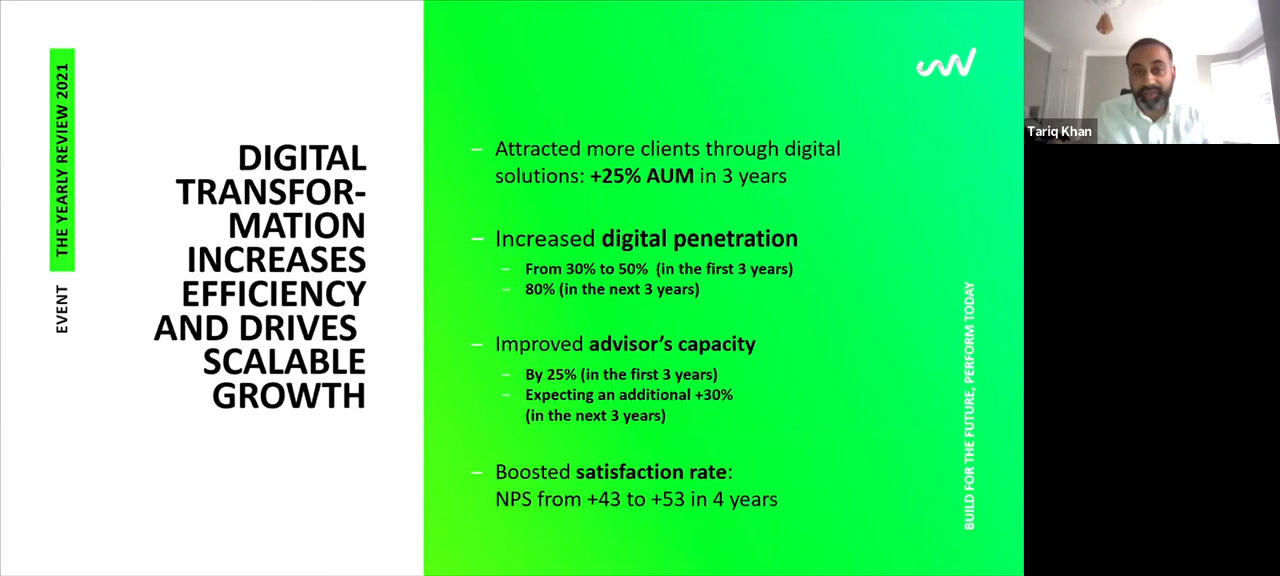 THE YEARLY REVIEW 2021
EVENT
DIGITAL
TRANSFOR-
MATION
INCREASES
EFFICIENCY
AND DRIVES
SCALABLE
GROWTH
– Attracted more clients through digital
solutions: +25% AUM in 3 years
– Increased digital penetration
– From 30% to 50% (in the first 3 years)
– 80% (in the next 3 years)
– Improved advisor’s capacity
– By 25% (in the first 3 years)
– Expecting an additional +30%
(in the next 3 years)
– Boosted satisfaction rate:
NPS from +43 to +53 in 4 years
BUILD FOR THE FUTURE, PERFORM TODAY
Tariq Khan